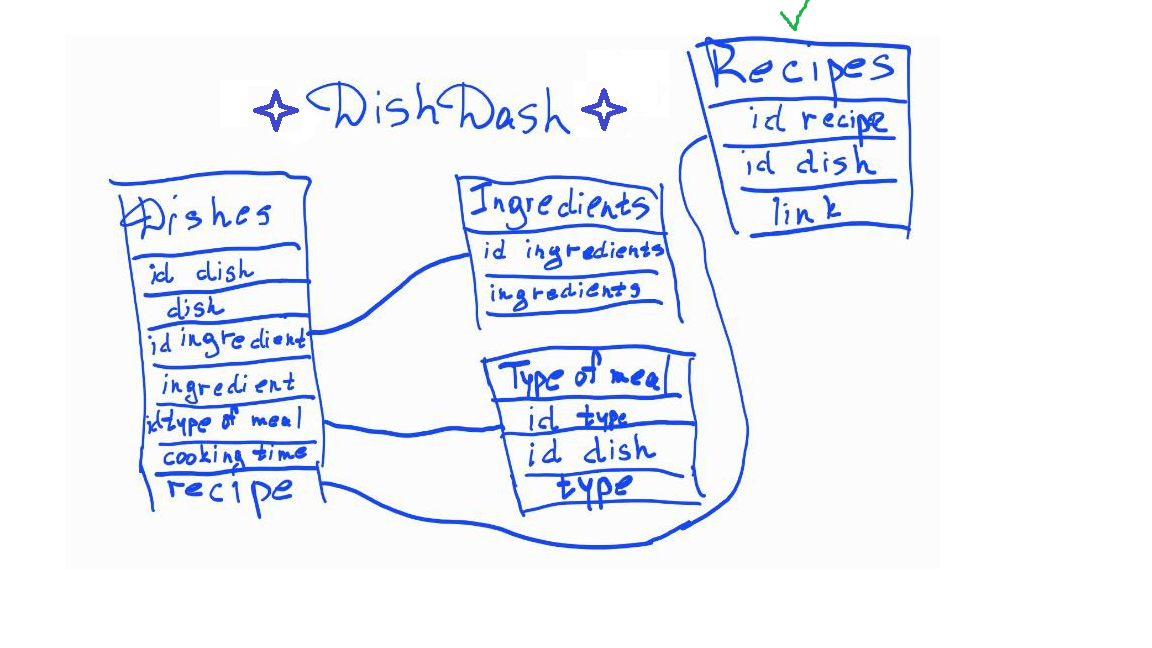 DishDash
Dishes
id dish
dish
id ingredient
ingredient
id type of meal
cooking time
recipe
Ingredients
id ingredients
ingredients
Type of meal
id type
id dish
type
Recipes
id recipe
id dish
link